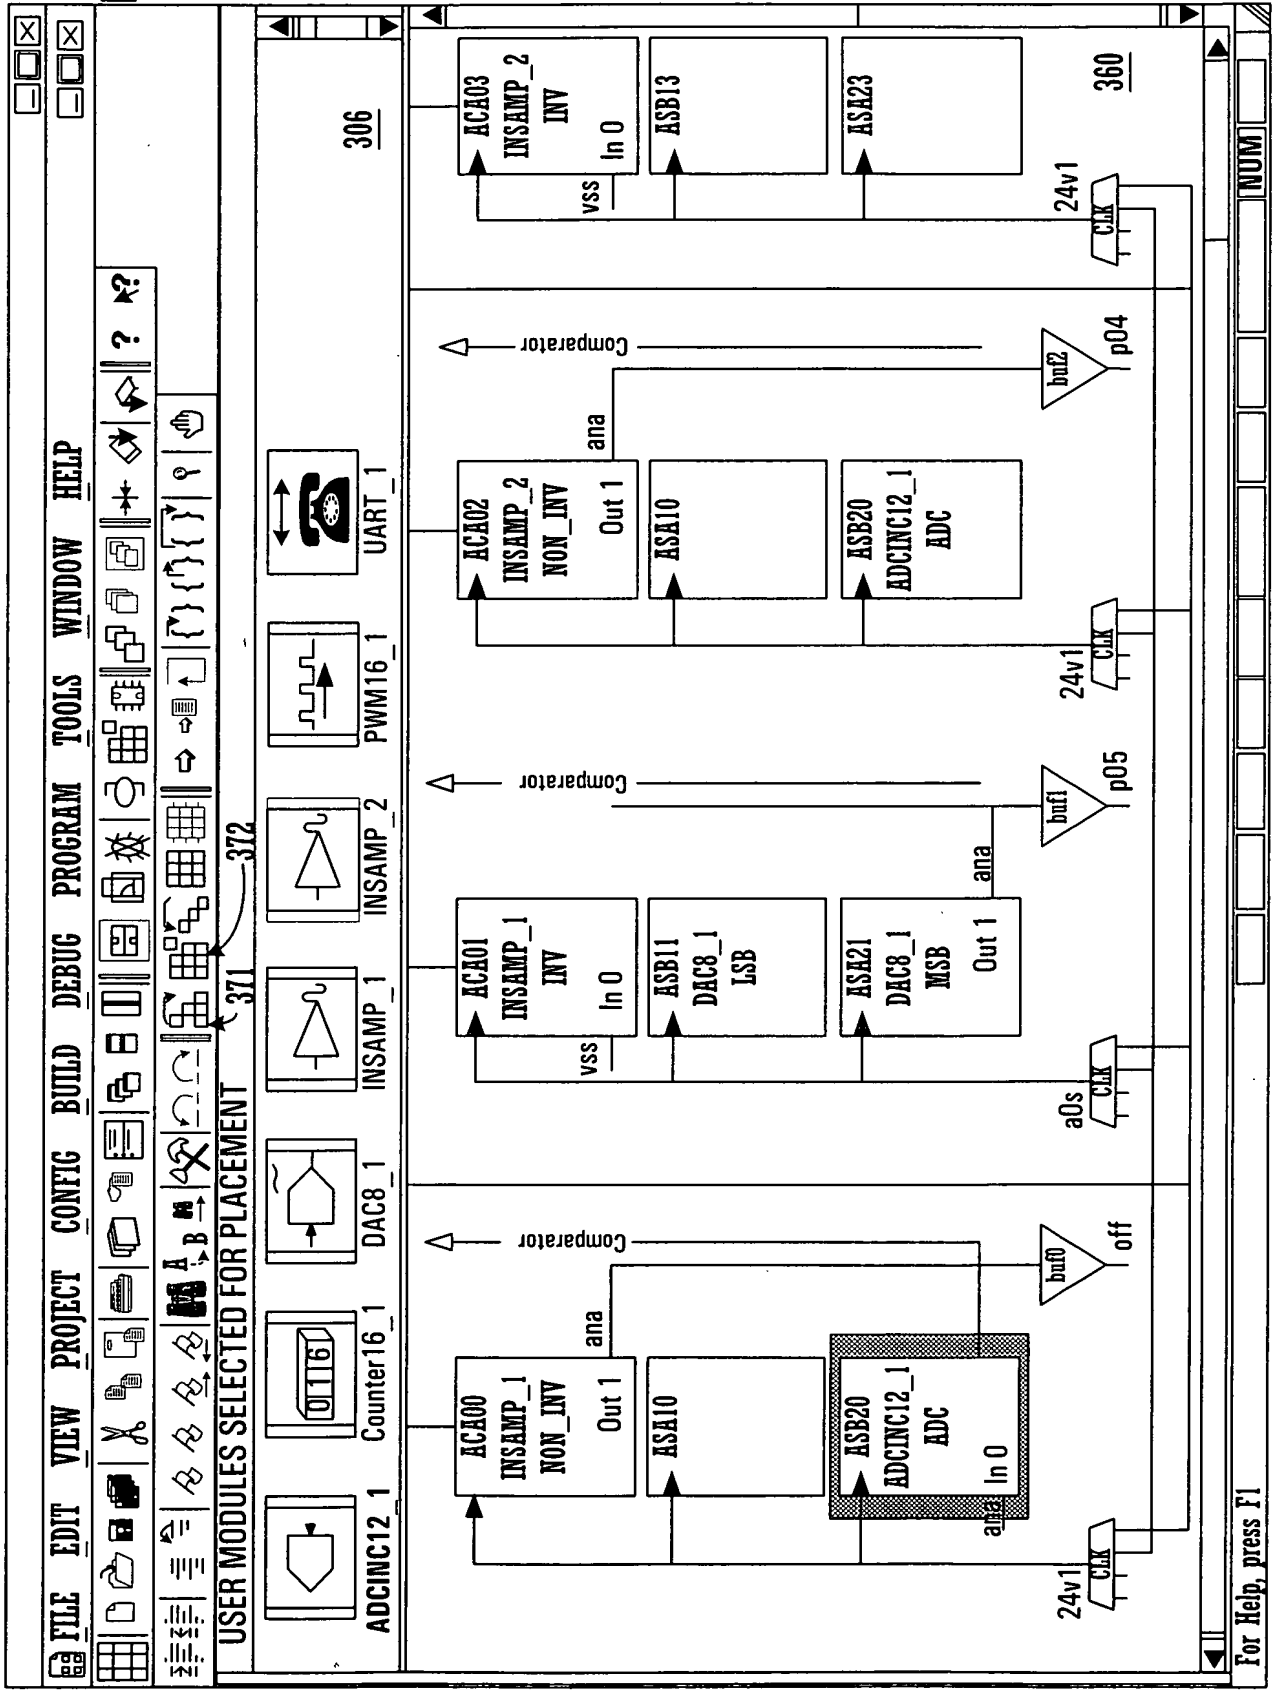 FILE EDIT VIEW PROJECT CONFIG BUILD DEBUG PROGRAM TOOLS WINDOW HELP
? ?
A B
371
372
USER MODULES SELECTED FOR PLACEMENT
306
016
ADCINC12_1
Counter16_1
DAC8_1
INSAMP_1
INSAMP_2
PWM16_1
UART_1
ACA00
INSAMP_1
NON_INV
Out 1
ana
ASA10
ASB20
ADCINC12_1
ADC
In 0
ana
Comparator
buf0
off
24v1
CLK
ACA01
INSAMP_1
INV
In 0
vss
ASB11
DAC8_1
LSB
ASA21
DAC8_1
MSB
Out 1
ana
Comparator
buf1
p05
a0s
CLK
ACA02
INSAMP_2
NON_INV
Out 1
ana
ASA10
ASB20
ADCINC12_1
ADC
Comparator
buf2
p04
24v1
CLK
ACA03
INSAMP_2
INV
In 0
vss
ASB13
ASA23
24v1
CLK
360
For Help, press F1
NUM